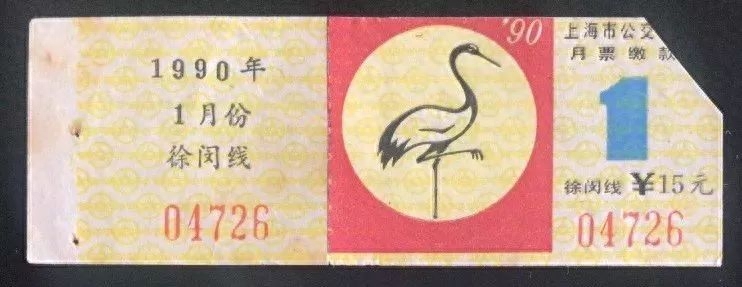 1990年
1月份
徐闵线
04726
'90
上海市公交
月票缴款
1
徐闵线 ¥15元
04726